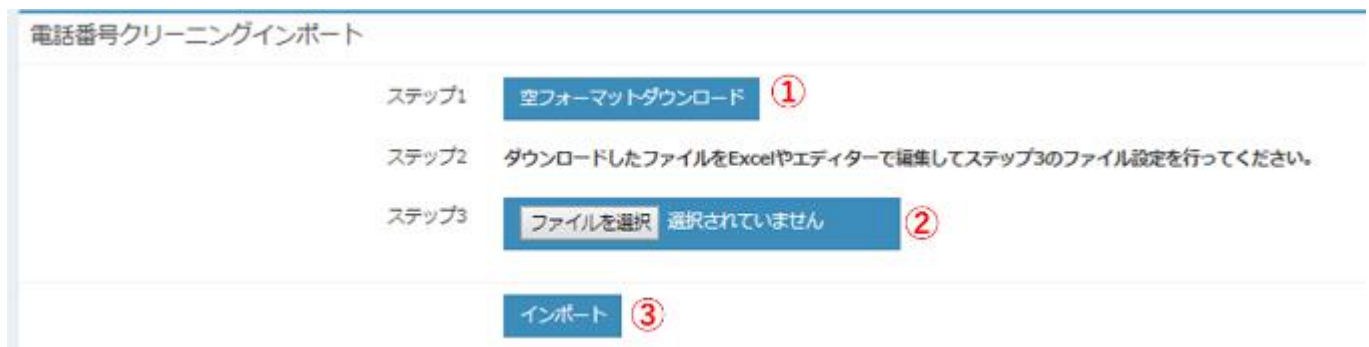 電話番号クリーニングインポート
ステップ1 空フォーマットダウンロード ①
ステップ2 ダウンロードしたファイルをExcelやエディターで編集してステップ3のファイル設定を行ってください。
ステップ3 ファイルを選択 選択されていません ②
インポート ③